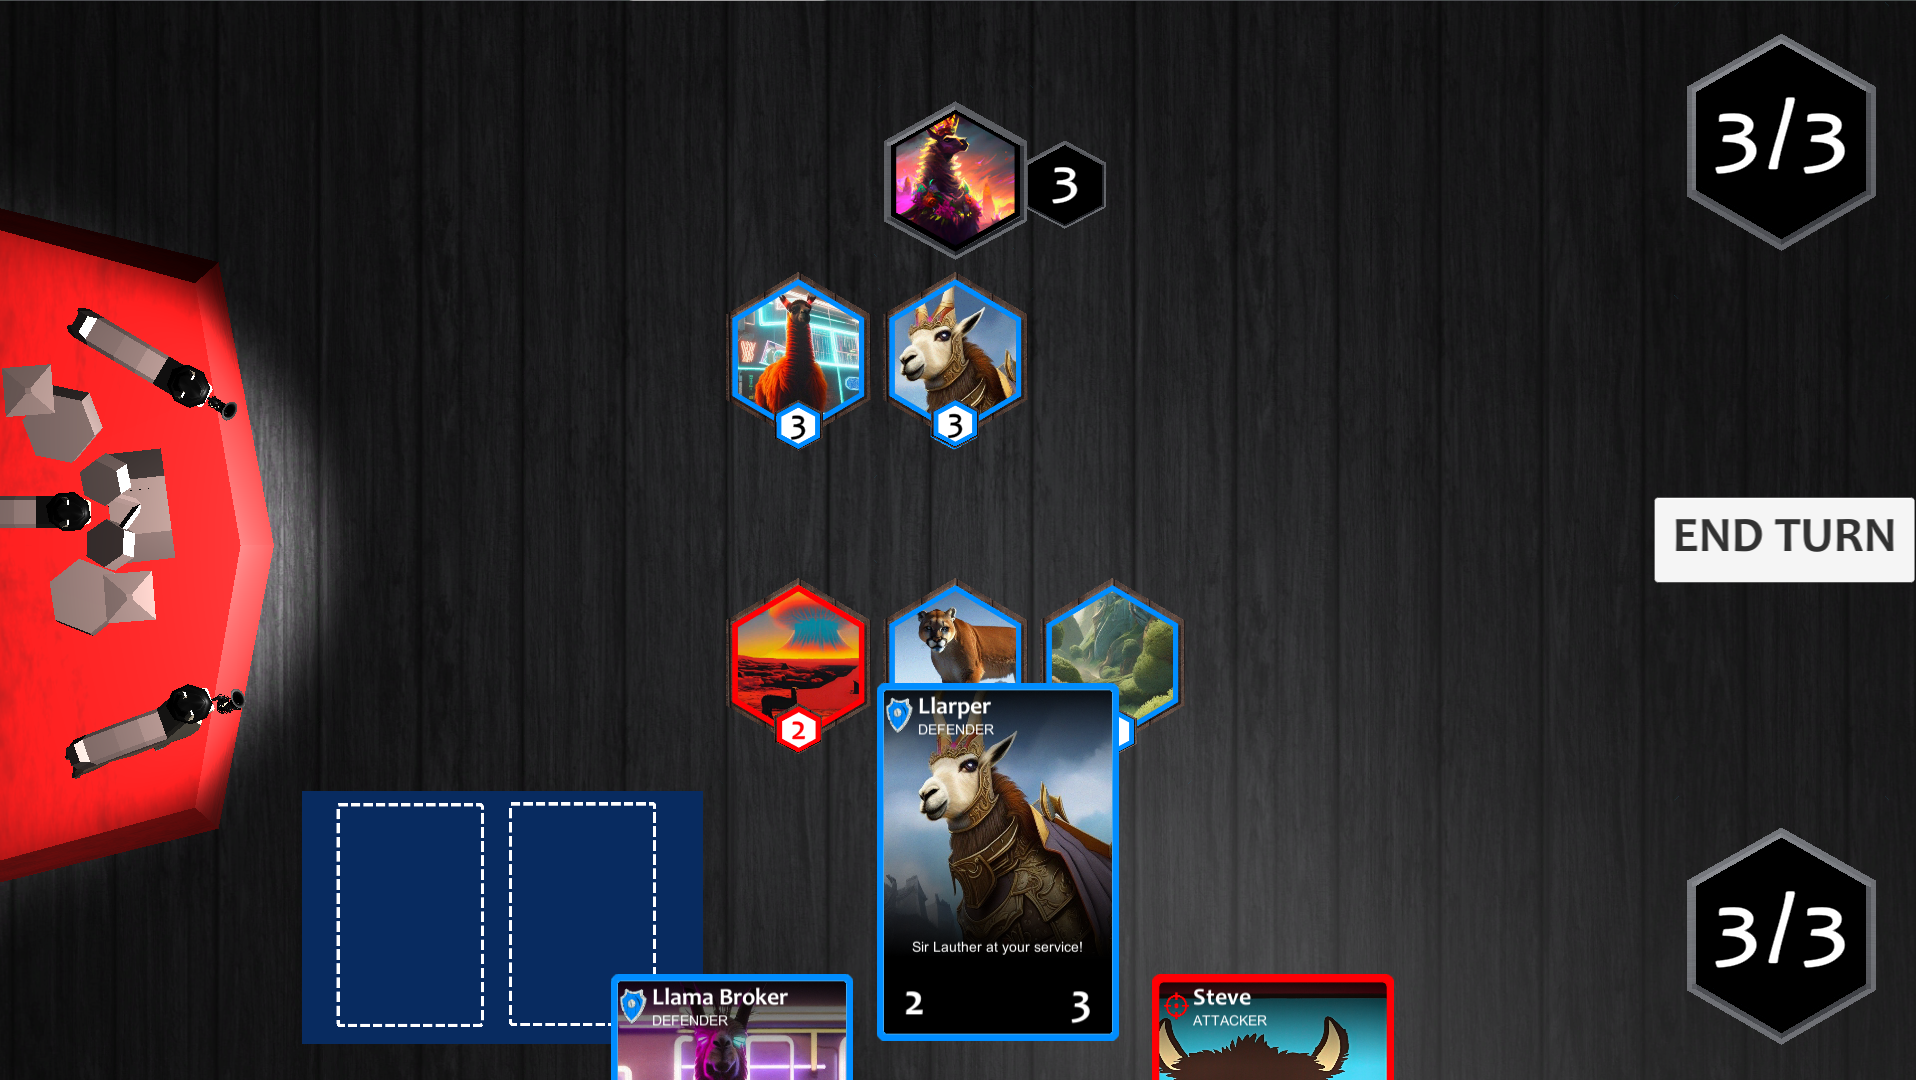 3/3
3
3
3
END TURN
2
Llarper
DEFENDER
Sir Lauther at your service!
2
3
3/3
Llama Broker
DEFENDER
Steve
ATTACKER